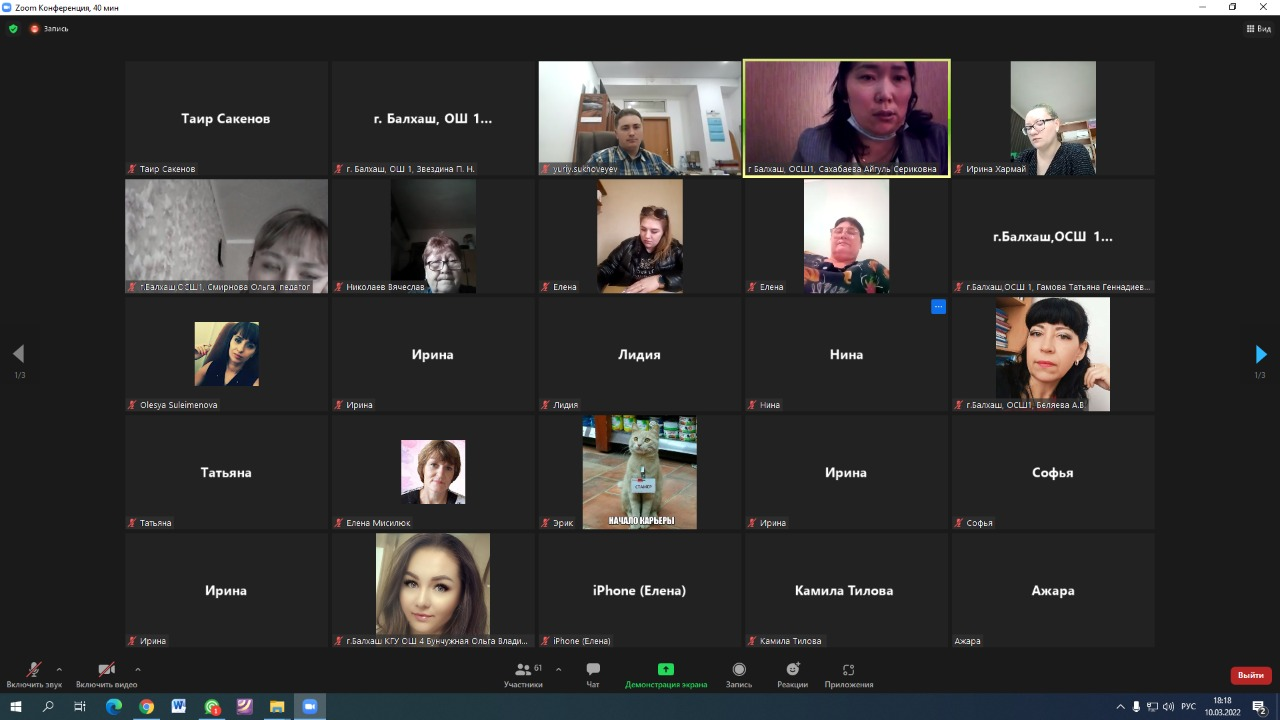 Zoom Конференция, 40 мин
Запись
Вид
Таир Сакенов
Таир Сакенов
г. Балхаш, ОШ 1...
г. Балхаш, ОШ 1, Звездина П. Н.
yuriy.sukhoveyev
г Балхаш, ОСШ1, Сахабаева Айгуль Сериковна
Ирина Хармай
г.Балхаш,ОСШ1, Смирнова Ольга, педагог
Николаев Вячеслав
Елена
Елена
г.Балхаш,ОСШ 1...
г.Балхаш,ОСШ 1, Гамова Татьяна Геннадиев...
1/3
Olesya Suleimenova
Ирина
Ирина
Лидия
Лидия
Нина
Нина
...
г.Балхаш, ОСШ1, Беляева А.В.
1/3
Татьяна
Татьяна
Елена Мисилюк
СТАЖЕР
НАЧАЛО КАРЬЕРЫ
Эрик
Ирина
Ирина
Софья
Софья
Ирина
Ирина
г.Балхаш КГУ ОШ 4 Бунчужная Ольга Влади...
iPhone (Елена)
iPhone (Елена)
Камила Тилова
Камила Тилова
Ажара
Ажара
Включить звук
Включить видео
61
Участники
Чат
Демонстрация экрана
Запись
Реакции
Приложения
Выйти
1
РУС
18:18
10.03.2022
2